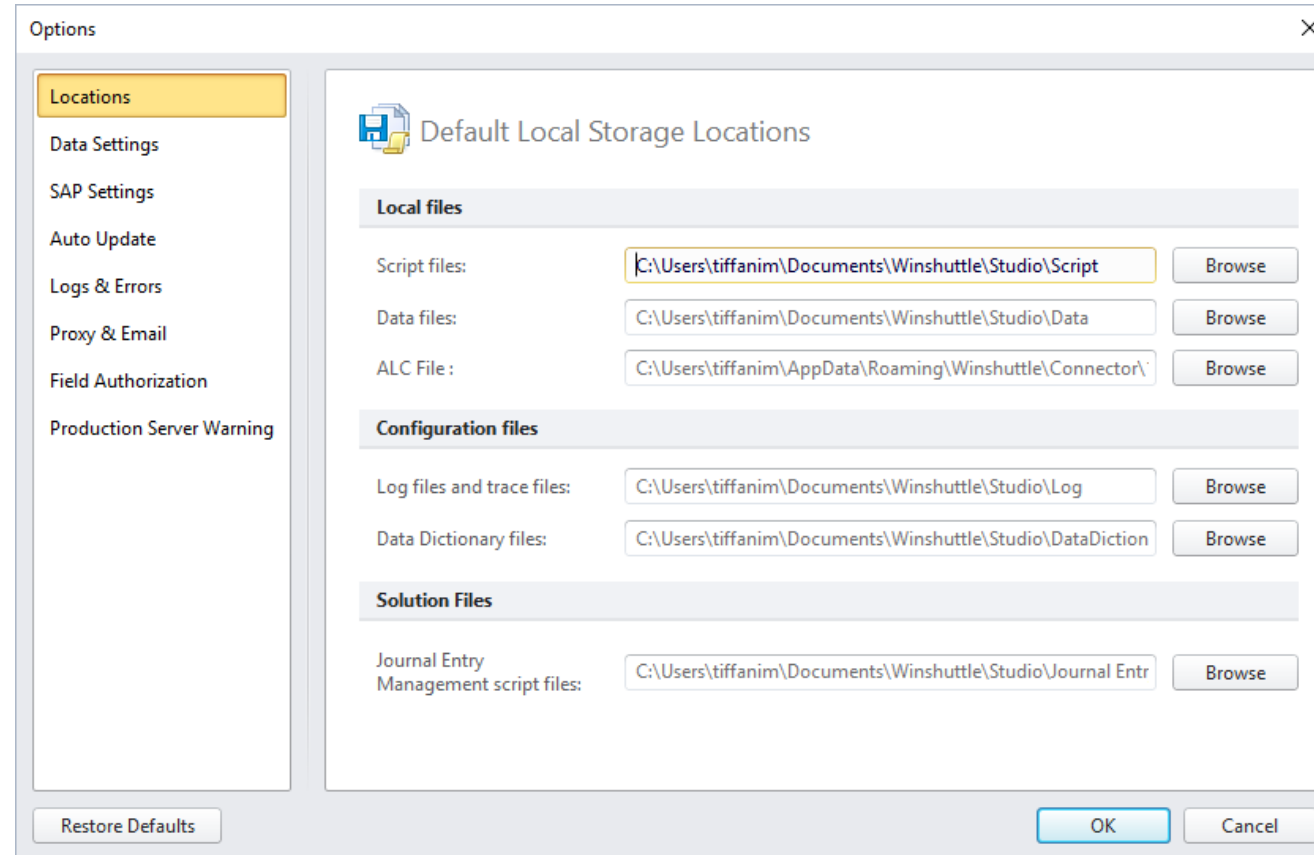 Options
Locations
Data Settings
SAP Settings
Auto Update
Logs & Errors
Proxy & Email
Field Authorization
Production Server Warning
Default Local Storage Locations
Local files
Script files: C:\Users\tiffanim\Documents\Winshuttle\Studio\Script Browse
Data files: C:\Users\tiffanim\Documents\Winshuttle\Studio\Data Browse
ALC File : C:\Users\tiffanim\AppData\Roaming\Winshuttle\Connector\ Browse
Configuration files
Log files and trace files: C:\Users\tiffanim\Documents\Winshuttle\Studio\Log Browse
Data Dictionary files: C:\Users\tiffanim\Documents\Winshuttle\Studio\DataDiction Browse
Solution Files
Journal Entry
Management script files: C:\Users\tiffanim\Documents\Winshuttle\Studio\Journal Entr Browse
Restore Defaults OK Cancel